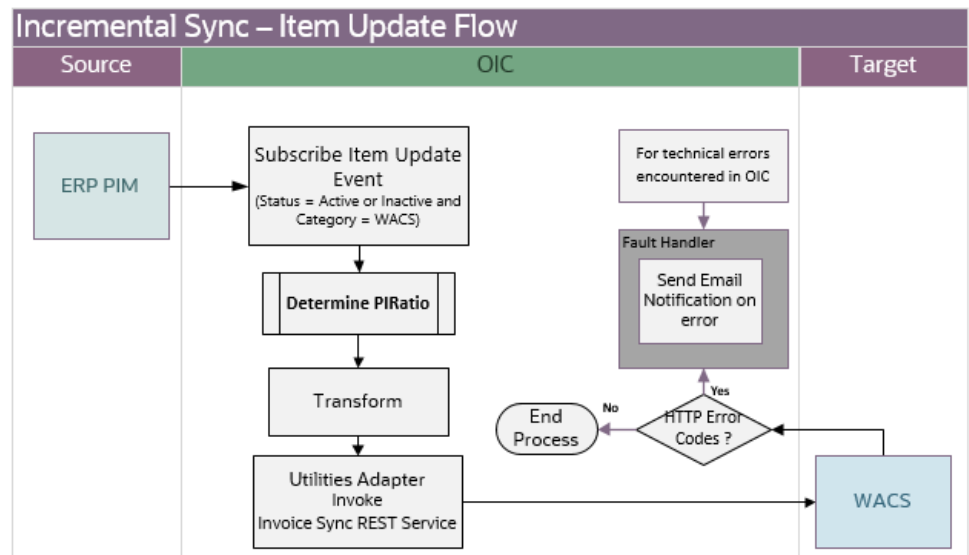 Incremental Sync – Item Update Flow
Source
OIC
Target
ERP PIM
Subscribe Item Update
Event
(Status = Active or Inactive and
Category = WACS)
Determine PIRatio
Transform
Utilities Adapter
Invoke
Invoice Sync REST Service
For technical errors
encountered in OIC
Fault Handler
Send Email
Notification on
error
Yes
HTTP Error
Codes ?
No
End
Process
WACS